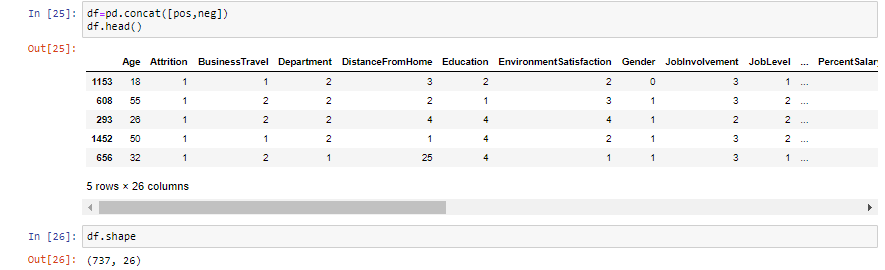 In [25]: df=pd.concat([pos,neg])
df.head()
Out[25]:
Age Attrition BusinessTravel Department DistanceFromHome Education EnvironmentSatisfaction Gender JobInvolvement JobLevel ... PercentSalar
1153 18 1 1 2 3 2 2 0 3 1 ...
608 55 1 2 2 2 1 3 1 3 2 ...
293 26 1 2 2 4 4 4 1 2 2 ...
1452 50 1 1 2 1 4 2 1 3 2 ...
656 32 1 2 1 25 4 1 1 3 1 ...
5 rows × 26 columns
In [26]: df.shape
Out[26]: (737, 26)